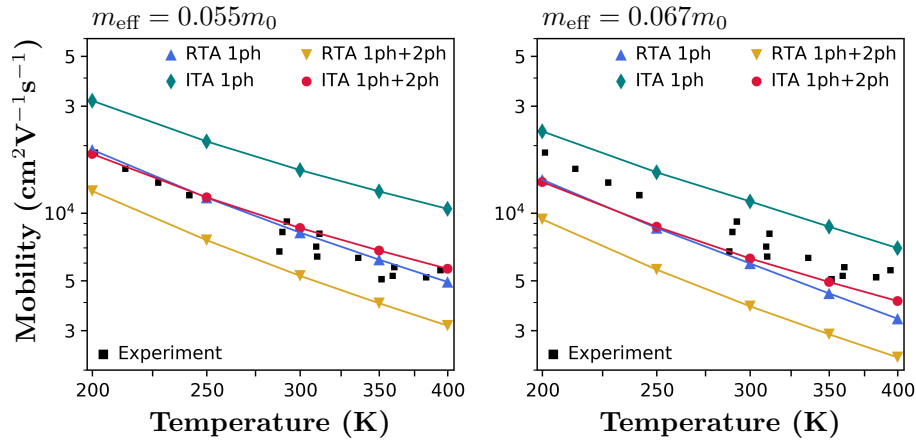 m_eff = 0.055m_0
m_eff = 0.067m_0
Mobility (cm²V⁻¹s⁻¹)
6
3
10⁴
5
3
RTA 1ph
ITA 1ph
RTA 1ph+2ph
ITA 1ph+2ph
Experiment
200
250
300
350
400
Temperature (K)
6
3
10⁴
5
3
RTA 1ph
ITA 1ph
RTA 1ph+2ph
ITA 1ph+2ph
Experiment
200
250
300
350
400
Temperature (K)